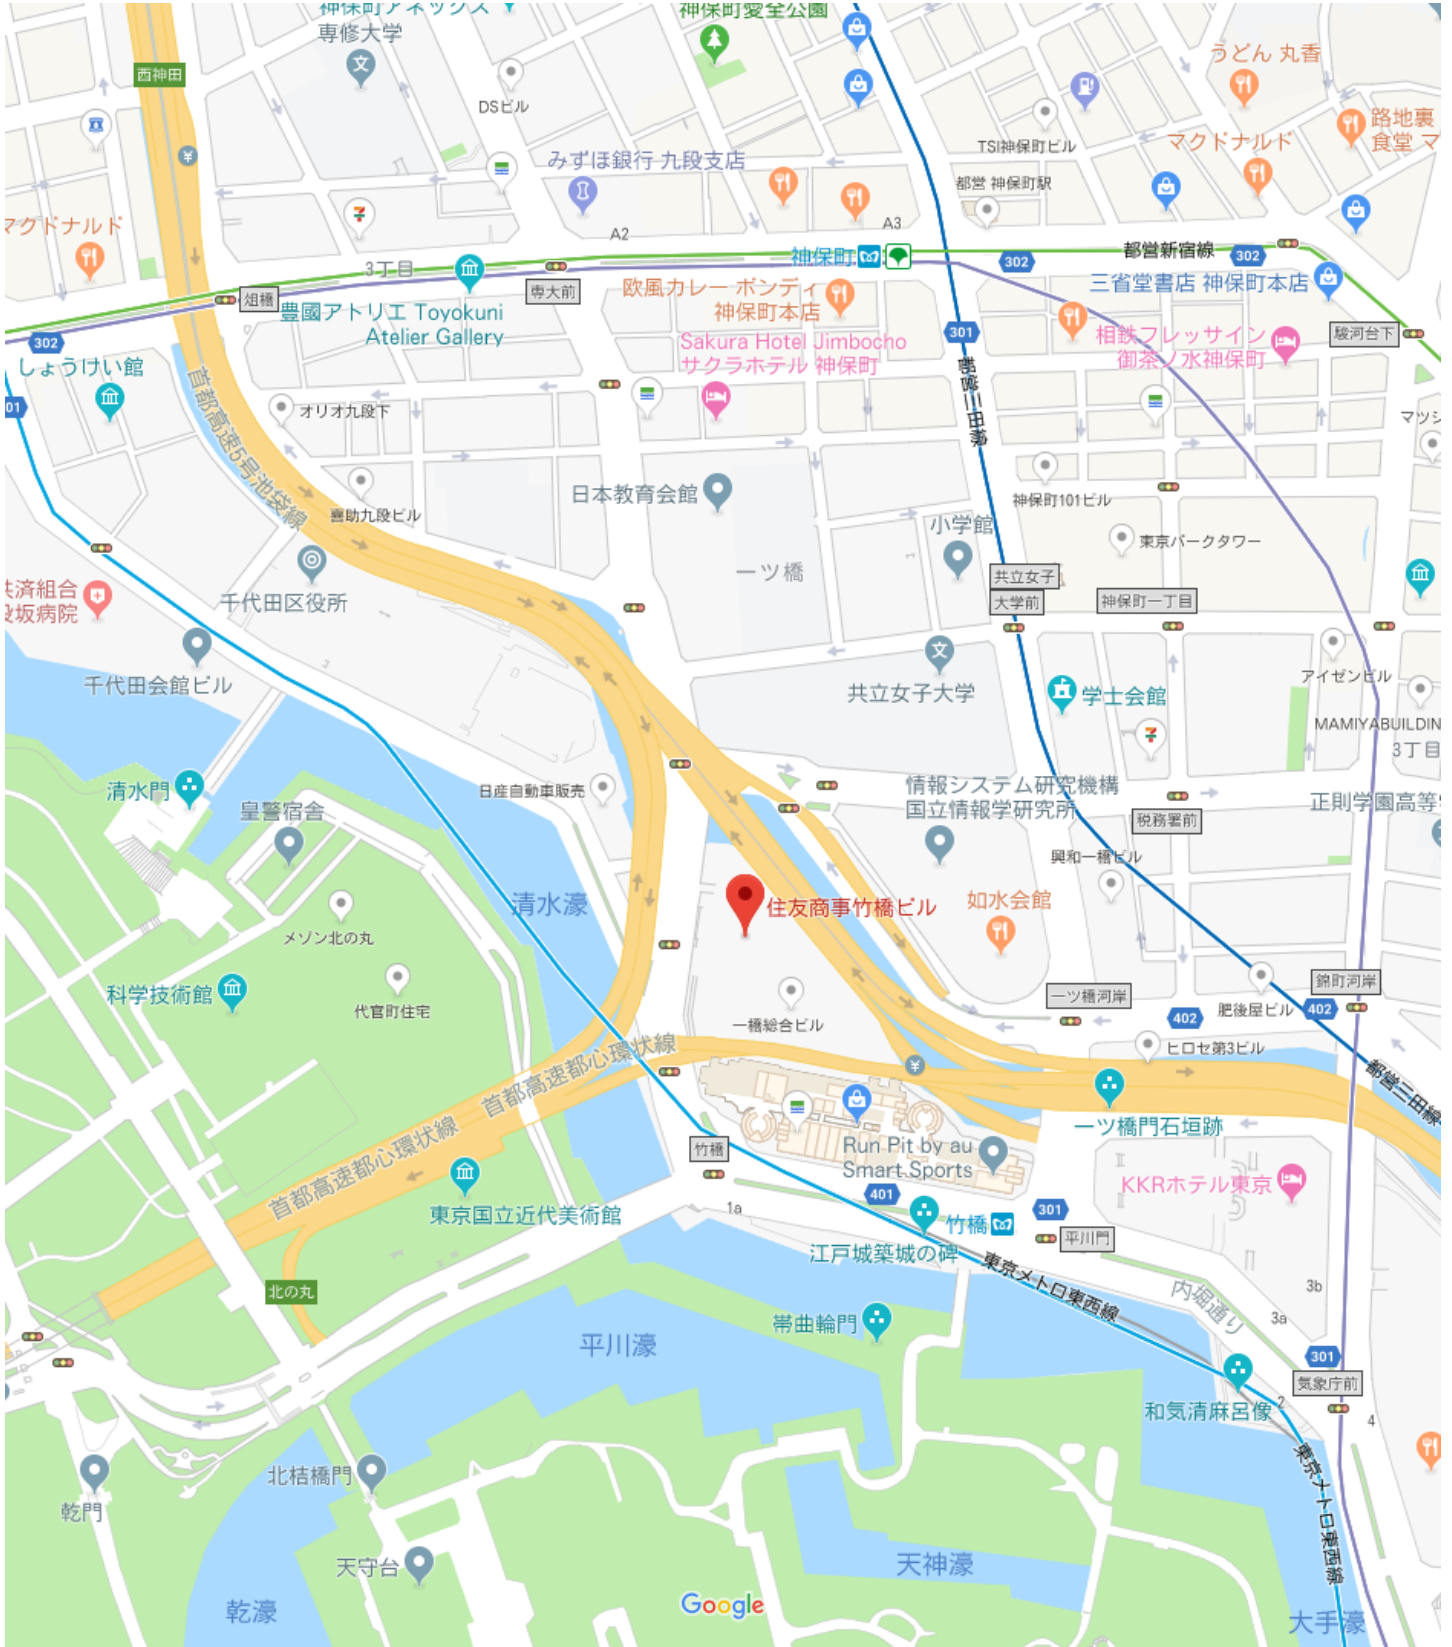 神保町アネックス
専修大学
神保町愛全公園
西神田
DSビル
うどん 丸香
路地裏
食堂 マ
マクドナルド
TSI神保町ビル
みずほ銀行 九段支店
都営 神保町駅
マクドナルド
A2
A3
3丁目
神保町
302
都営新宿線
302
俎橋
専大前
欧風カレー ボンディ
神保町本店
三省堂書店 神保町本店
豊國アトリエ Toyokuni
Atelier Gallery
302
301
駿河台下
しょうけい館
Sakura Hotel Jimbocho
サクラホテル 神保町
相鉄フレッサイン
御茶ノ水神保町
01
オリオ九段下
首都高速5号池袋線
都営三田線
マツシ
日本教育会館
神保町101ビル
喜助九段ビル
小学館
東京パークタワー
一ツ橋
共立女子
大学前
神保町一丁目
共済組合
段坂病院
千代田区役所
アイゼンビル
千代田会館ビル
共立女子大学
学士会館
MAMIYABUILDIN
3丁目
清水門
皇警宿舎
日産自動車販売
情報システム研究機構
国立情報学研究所
税務署前
正則学園高等
興和一橋ビル
清水濠
住友商事竹橋ビル
如水会館
メゾン北の丸
科学技術館
代官町住宅
一橋総合ビル
一ツ橋河岸
錦町河岸
402
肥後屋ビル
402
首都高速都心環状線
ヒロセ第3ビル
都営三田線
首都高速都心環状線
一ツ橋門石垣跡
竹橋
Run Pit by au
Smart Sports
KKRホテル東京
東京国立近代美術館
1a
401
301
竹橋
平川門
江戸城築城の碑
東京メトロ東西線
内堀通り
北の丸
3b
3a
帯曲輪門
平川濠
301
気象庁前
和気清麻呂像
2
4
北桔橋門
乾門
東京メトロ東西線
天守台
天神濠
乾濠
Google
大手濠